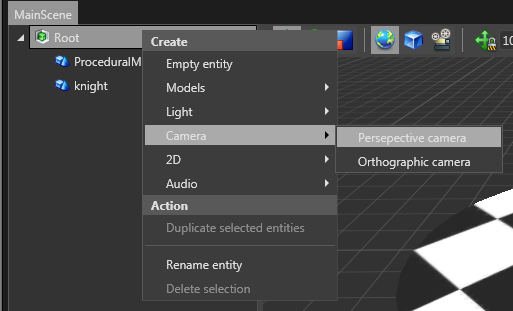 MainScene
Root
ProceduralM
knight
Create
Empty entity
Models
Light
Camera
2D
Audio
Action
Duplicate selected entities
Rename entity
Delete selection
Persepective camera
Orthographic camera
10